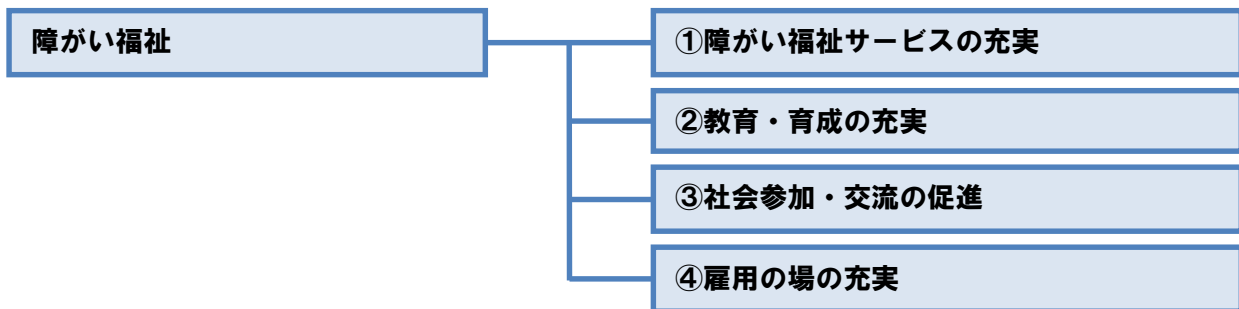 障がい福祉
①障がい福祉サービスの充実
②教育・育成の充実
③社会参加・交流の促進
④雇用の場の充実